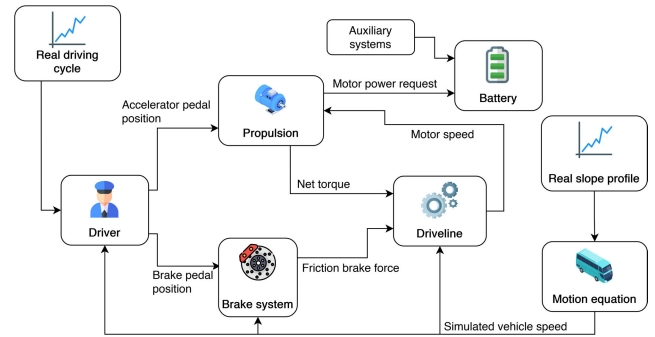 Real driving
cycle
Auxiliary
systems
Battery
Motor power request
Accelerator pedal
position
Propulsion
Motor speed
Net torque
Real slope profile
Driver
Driveline
Brake pedal
position
Brake system
Friction brake force
Motion equation
Simulated vehicle speed